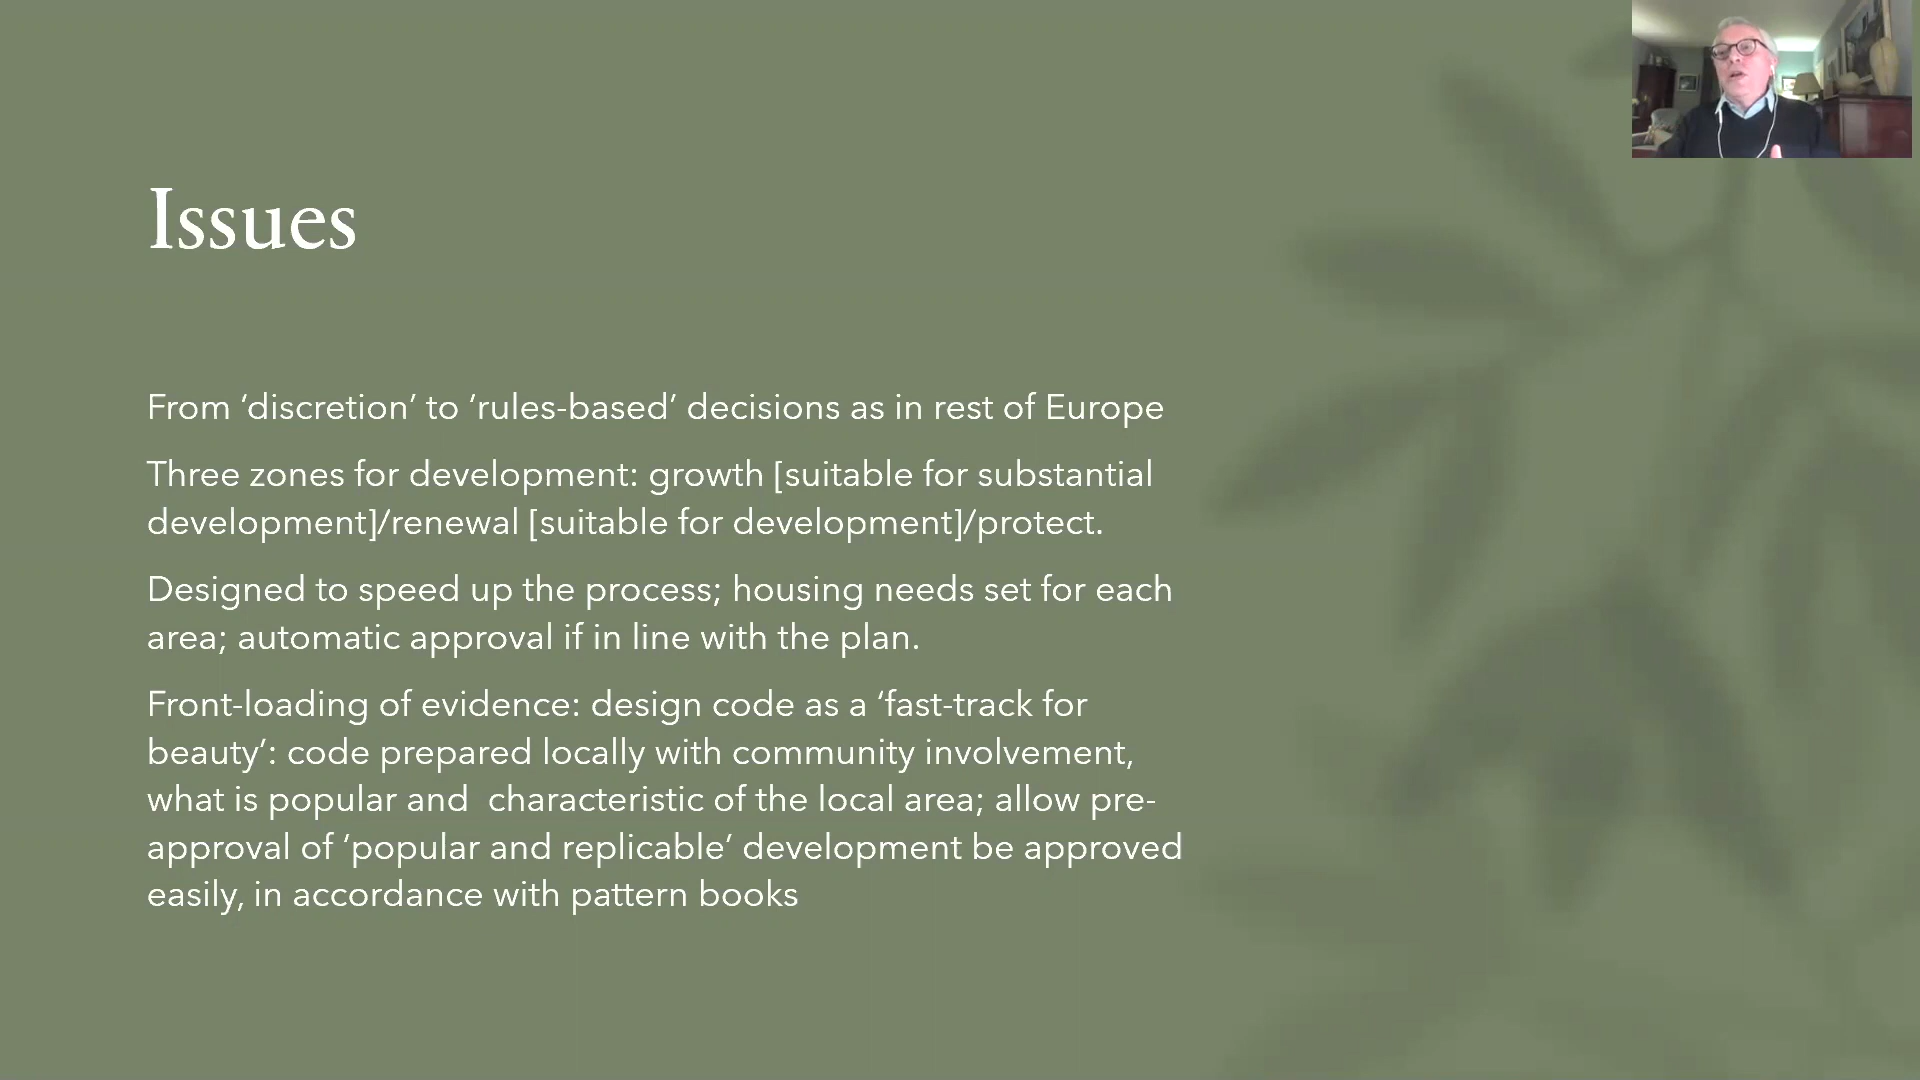 Issues
From ‘discretion’ to ‘rules-based’ decisions as in rest of Europe
Three zones for development: growth [suitable for substantial
development]/renewal [suitable for development]/protect.
Designed to speed up the process; housing needs set for each
area; automatic approval if in line with the plan.
Front-loading of evidence: design code as a ‘fast-track for
beauty’: code prepared locally with community involvement,
what is popular and  characteristic of the local area; allow pre-
approval of ‘popular and replicable’ development be approved
easily, in accordance with pattern books